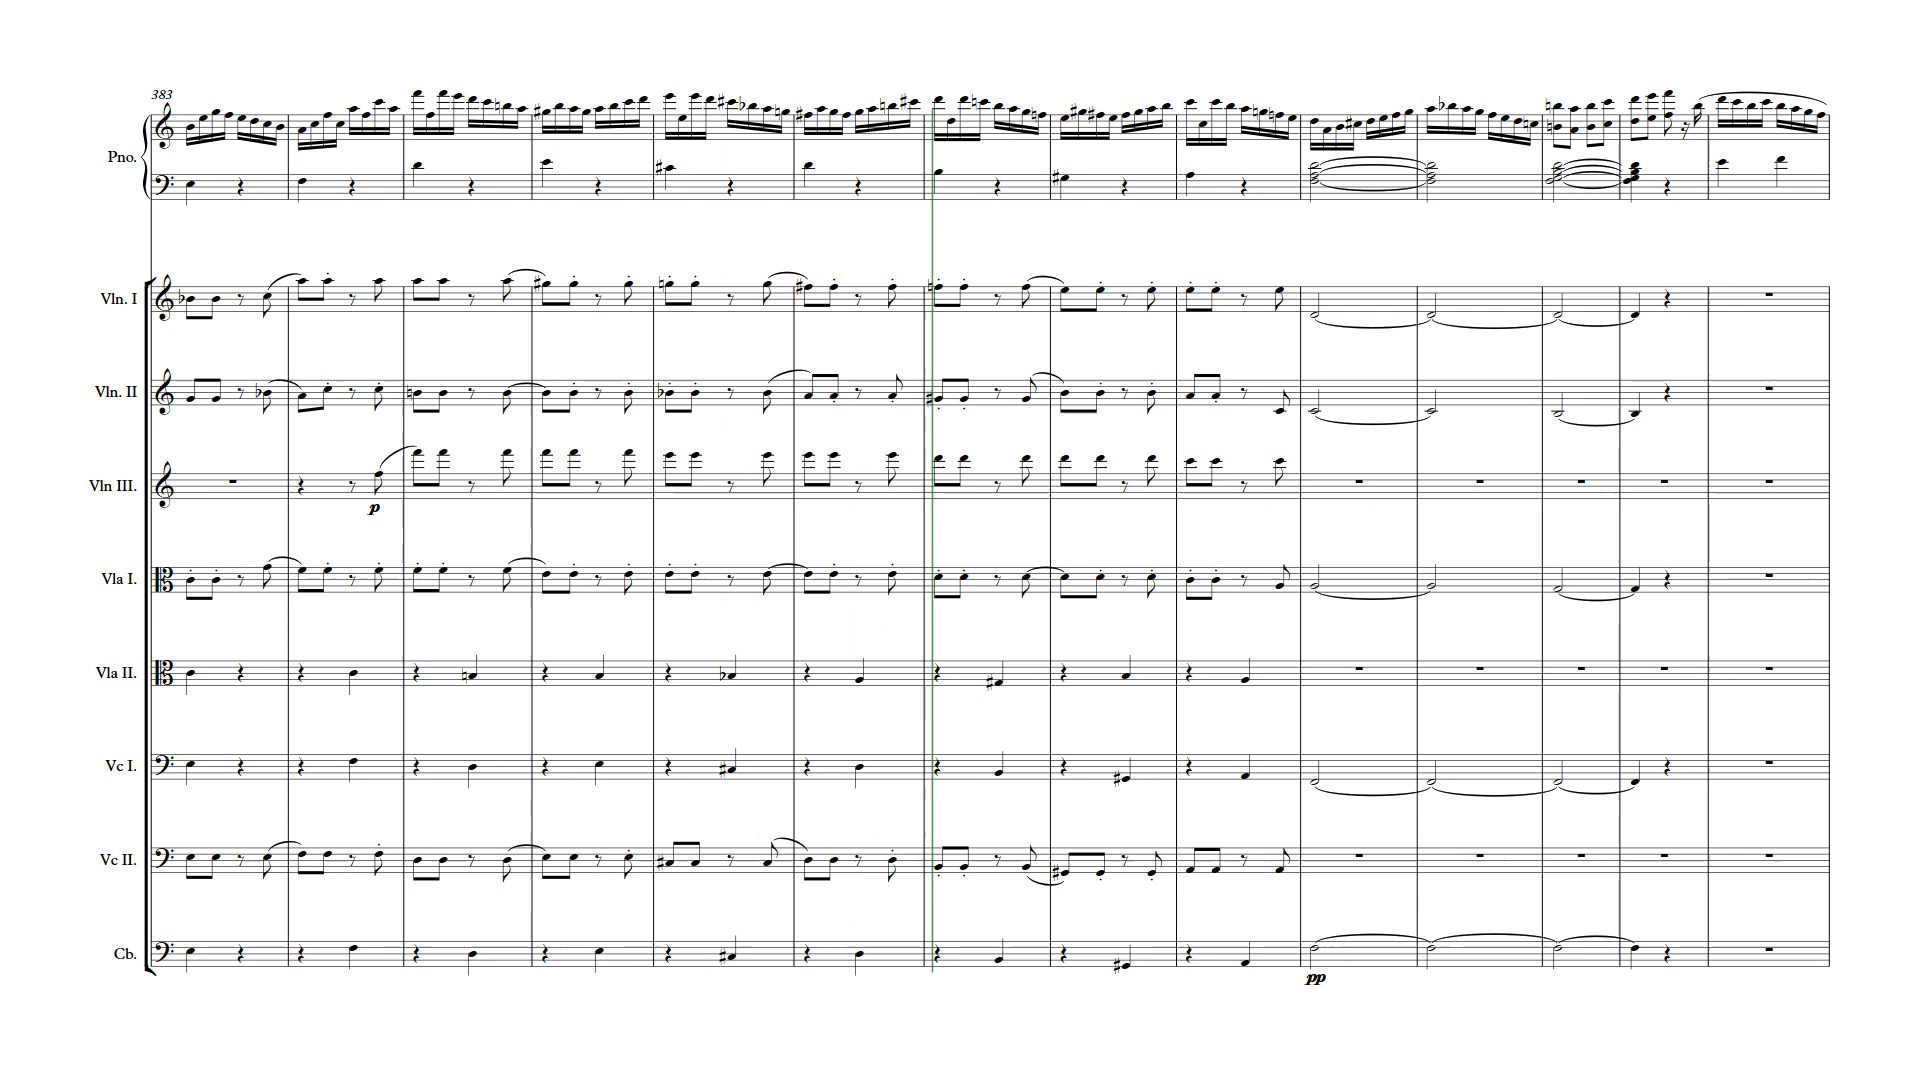 383
Pno.
Vln. I
Vln. II
Vln III.
p
Vla I.
Vla II.
Vc I.
Vc II.
Cb.
pp